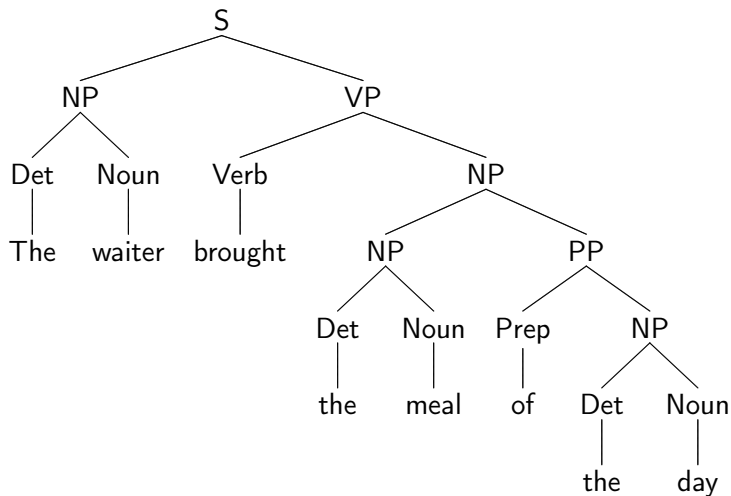 S
NP VP
Det Noun Verb NP
The waiter brought NP PP
Det Noun Prep NP
the meal of Det Noun
the day